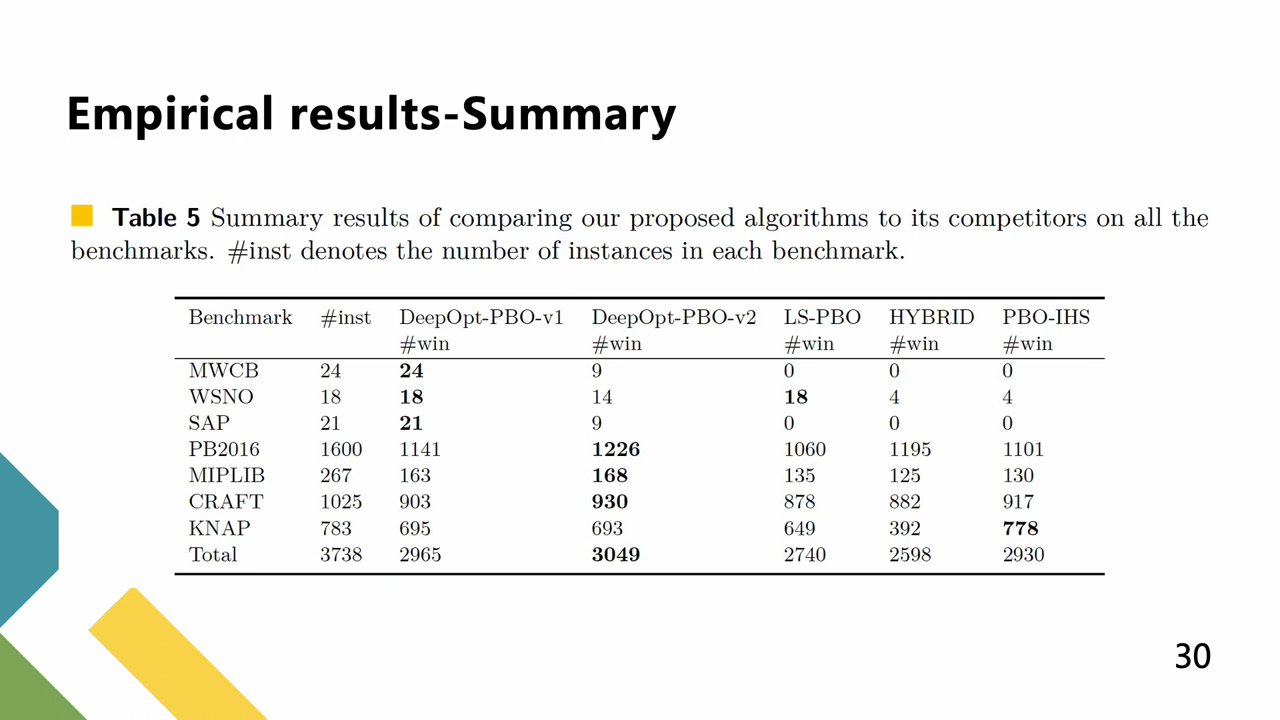 Empirical results-Summary
Table 5 Summary results of comparing our proposed algorithms to its competitors on all the
benchmarks. #inst denotes the number of instances in each benchmark.
Benchmark #inst DeepOpt-PBO-v1 DeepOpt-PBO-v2 LS-PBO HYBRID PBO-IHS
#win #win #win #win #win
MWCB 24 24 9 0 0 0
WSNO 18 18 14 18 4 4
SAP 21 21 9 0 0 0
PB2016 1600 1141 1226 1060 1195 1101
MIPLIB 267 163 168 135 125 130
CRAFT 1025 903 930 878 882 917
KNAP 783 695 693 649 392 778
Total 3738 2965 3049 2740 2598 2930
30